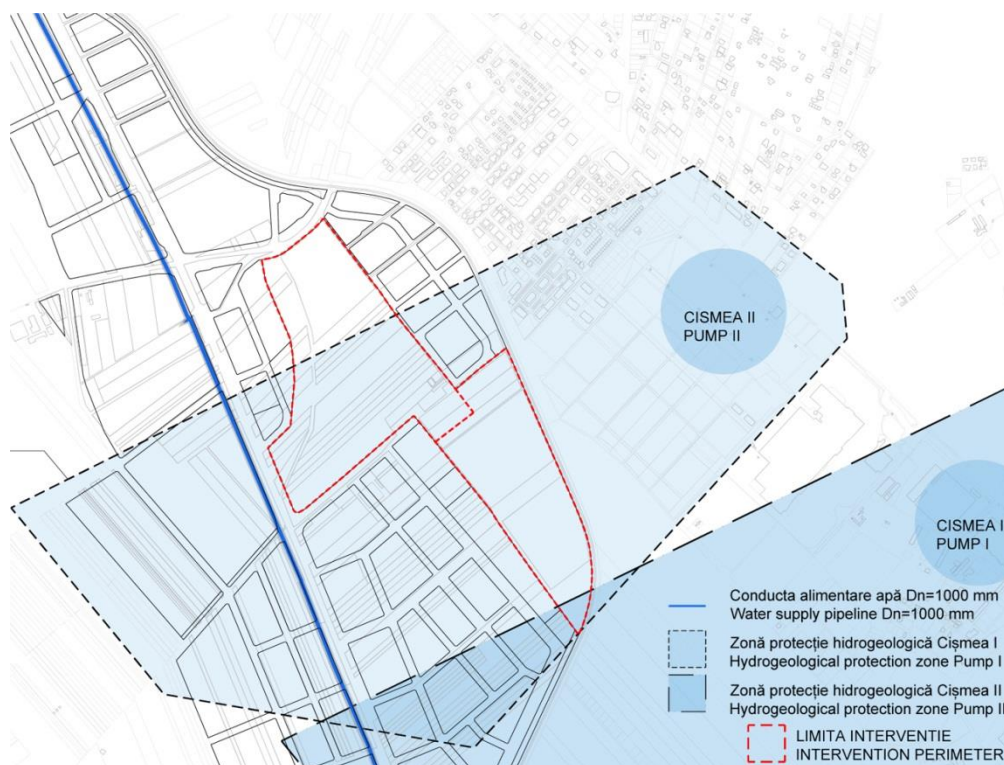 CISMEA II
PUMP II
CISMEA I
PUMP I
Conducta alimentare apă Dn=1000 mm
Water supply pipeline Dn=1000 mm
Zonă protecție hidrogeologică Cișmea I
Hydrogeological protection zone Pump I
Zonă protecție hidrogeologică Cișmea II
Hydrogeological protection zone Pump II
LIMITA INTERVENTIE
INTERVENTION PERIMETER